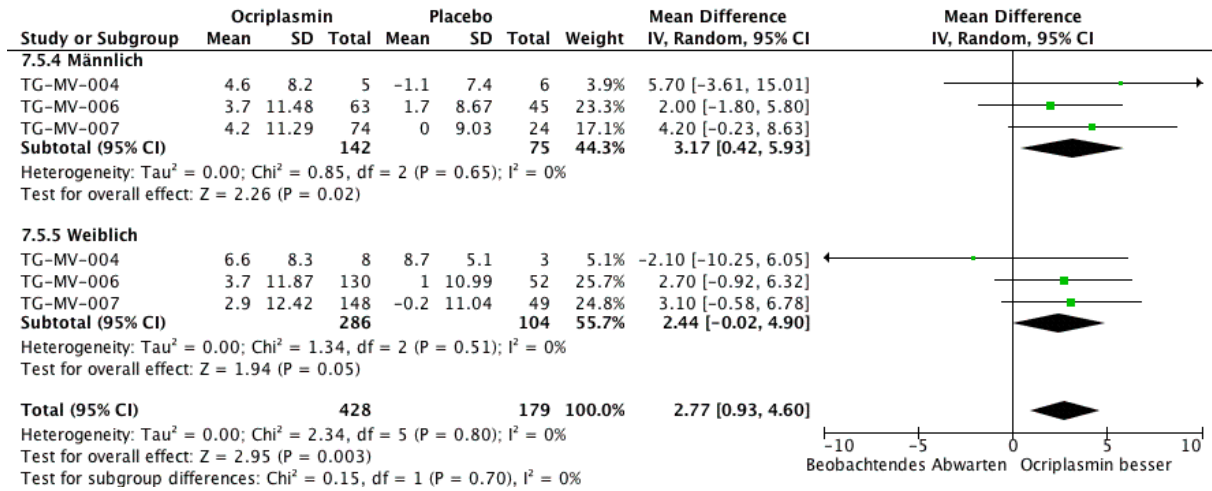 Ocriplasmin Placebo Mean Difference Mean Difference
Study or Subgroup Mean SD Total Mean SD Total Weight IV, Random, 95% CI IV, Random, 95% CI
7.5.4 Männlich
TG-MV-004 4.6 8.2 5 -1.1 7.4 6 3.9% 5.70 [-3.61, 15.01]
TG-MV-006 3.7 11.48 63 1.7 8.67 45 23.3% 2.00 [-1.80, 5.80]
TG-MV-007 4.2 11.29 74 0 9.03 24 17.1% 4.20 [-0.23, 8.63]
Subtotal (95% CI) 142 75 44.3% 3.17 [0.42, 5.93]
Heterogeneity: Tau² = 0.00; Chi² = 0.85, df = 2 (P = 0.65); I² = 0%
Test for overall effect: Z = 2.26 (P = 0.02)
7.5.5 Weiblich
TG-MV-004 6.6 8.3 8 8.7 5.1 3 5.1% -2.10 [-10.25, 6.05]
TG-MV-006 3.7 11.87 130 1 10.99 52 25.7% 2.70 [-0.92, 6.32]
TG-MV-007 2.9 12.42 148 -0.2 11.04 49 24.8% 3.10 [-0.58, 6.78]
Subtotal (95% CI) 286 104 55.7% 2.44 [-0.02, 4.90]
Heterogeneity: Tau² = 0.00; Chi² = 1.34, df = 2 (P = 0.51); I² = 0%
Test for overall effect: Z = 1.94 (P = 0.05)
Total (95% CI) 428 179 100.0% 2.77 [0.93, 4.60]
Heterogeneity: Tau² = 0.00; Chi² = 2.34, df = 5 (P = 0.80); I² = 0%
Test for overall effect: Z = 2.95 (P = 0.003)
Test for subgroup differences: Chi² = 0.15, df = 1 (P = 0.70), I² = 0%
-10 -5 0 5 10
Beobachtendes Abwarten Ocriplasmin besser